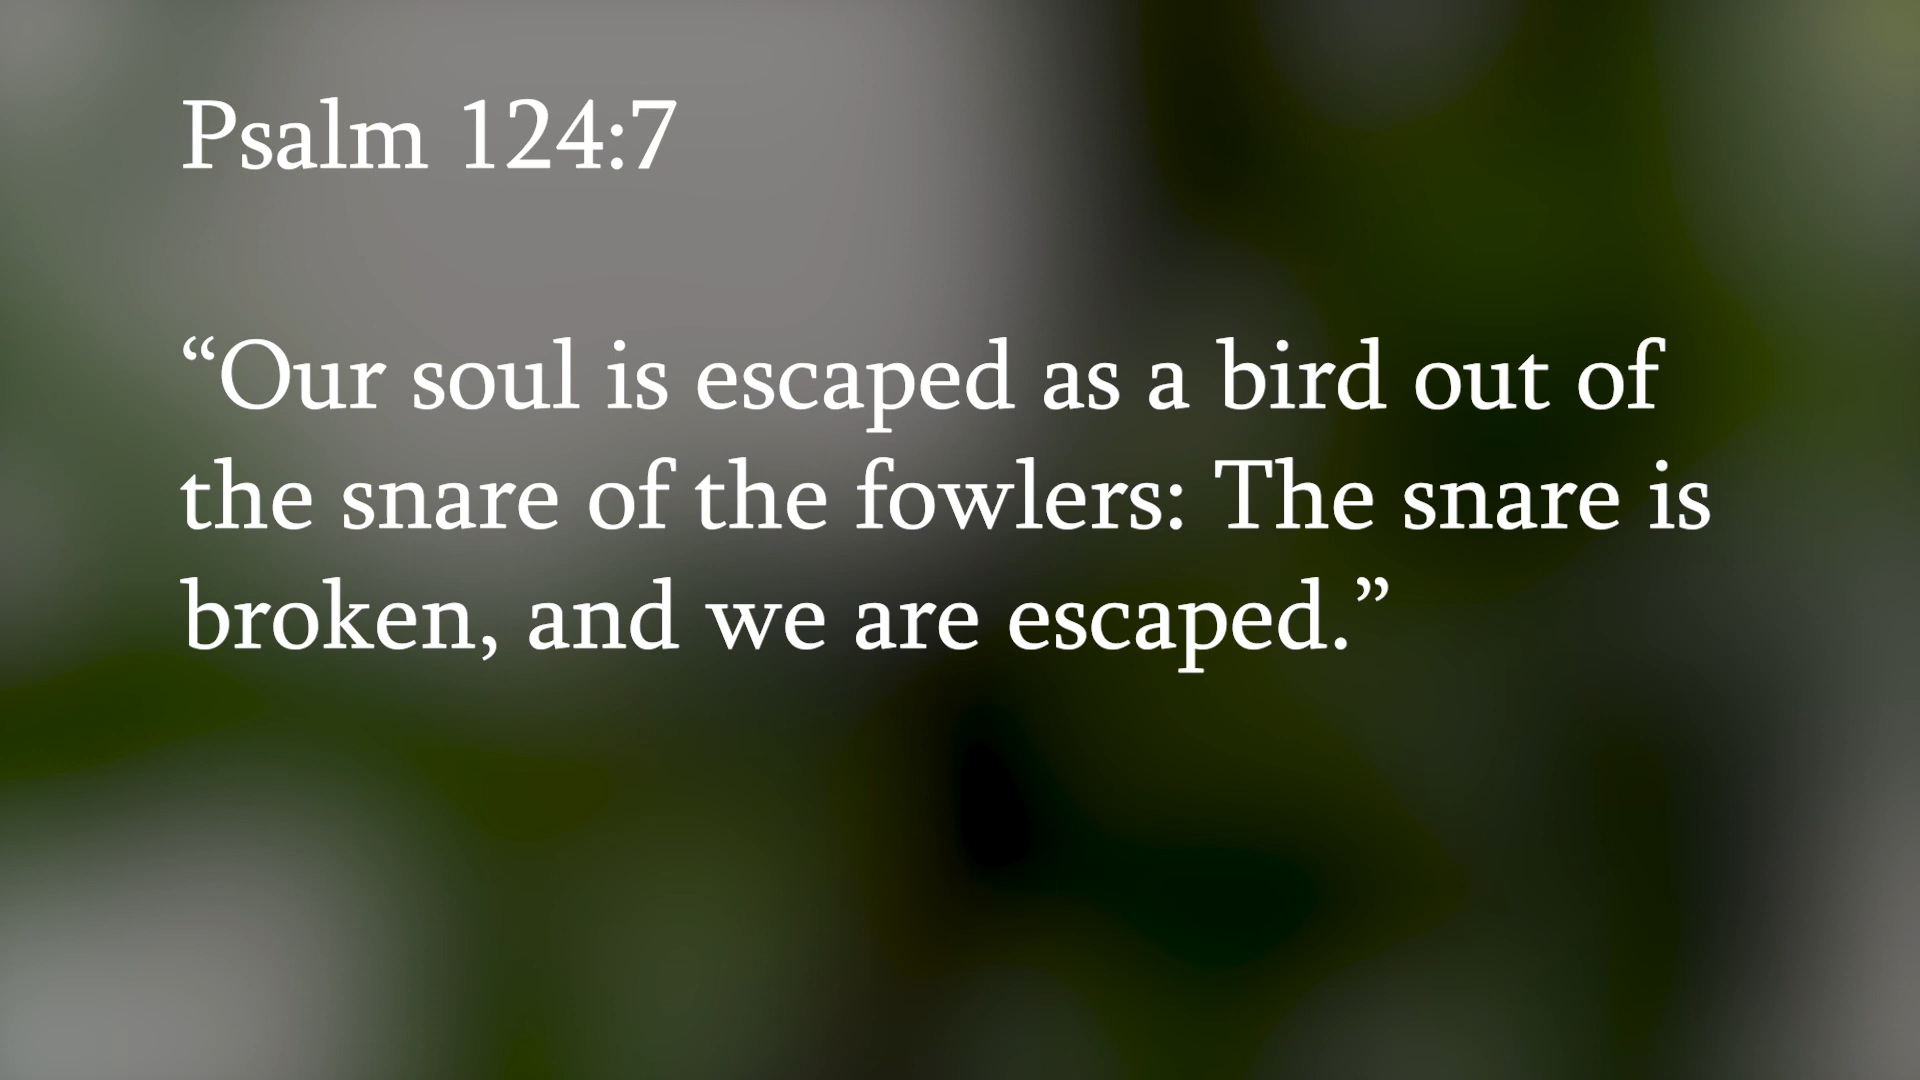 Psalm 124:7
“Our soul is escaped as a bird out of
the snare of the fowlers: The snare is
broken, and we are escaped.”